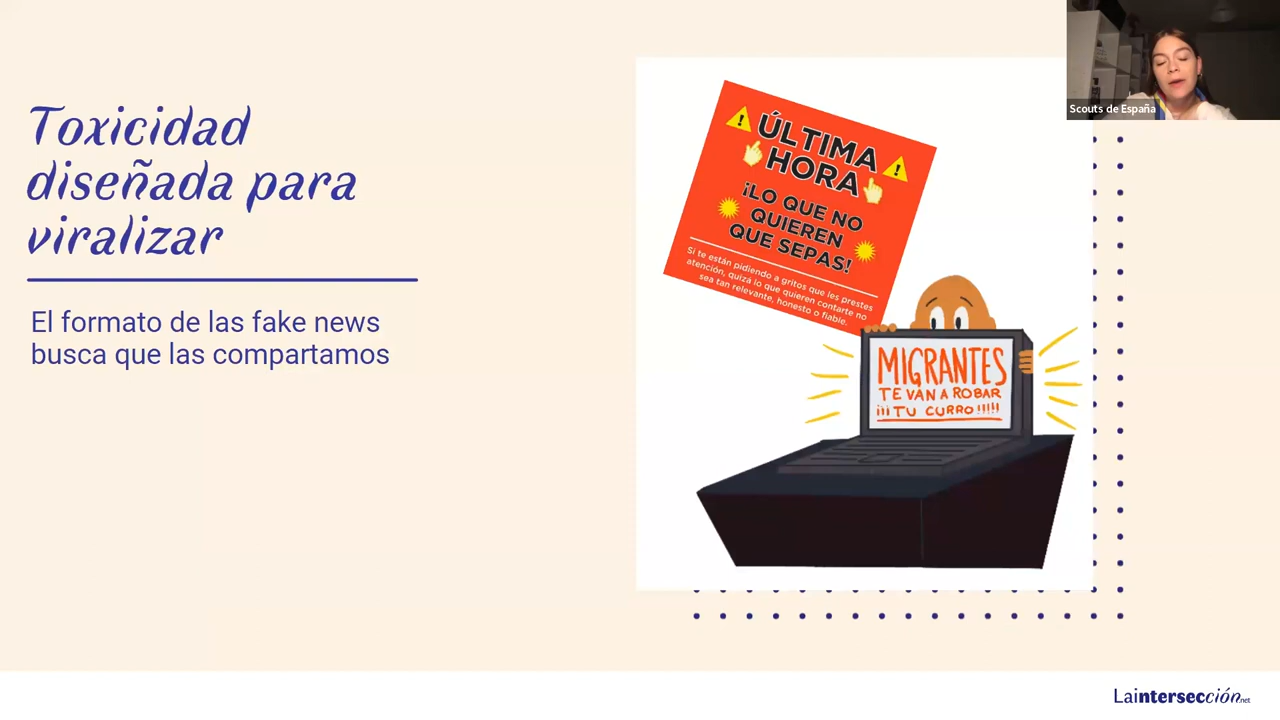 Toxicidad
diseñada para
viralizar
El formato de las fake news
busca que las compartamos
ÚLTIMA
HORA
¡LO QUE NO
QUIEREN
QUE SEPAS!
Si te están pidiendo a gritos que les prestes
atención, quizá lo que quieren contarte no
sea tan relevante, honesto o fiable.
MIGRANTES
TE VAN A ROBAR
¡¡¡TU CURRO!!!!!
Scouts de España
Laintersección.net